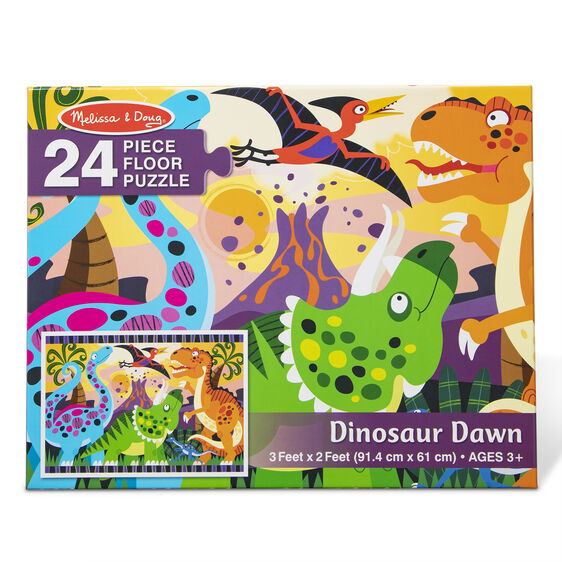 Melissa & Doug
24 PIECE
FLOOR
PUZZLE
Dinosaur Dawn
3 Feet x 2 Feet (91.4 cm x 61 cm) • AGES 3+